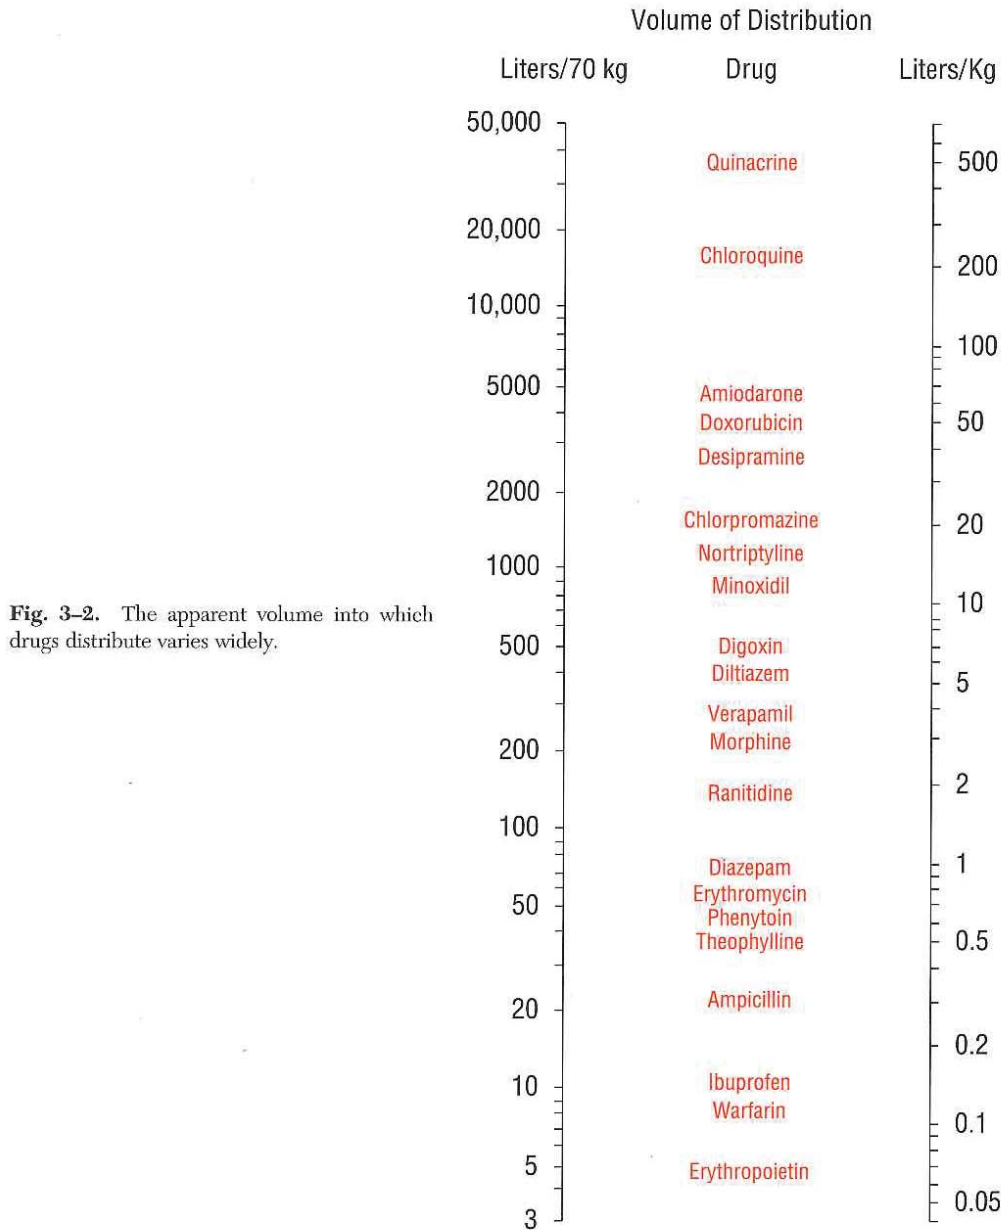 Volume of Distribution
Liters/70 kg Drug Liters/Kg
50,000
Quinacrine 500
20,000
Chloroquine 200
10,000
100
5000 Amiodarone
Doxorubicin 50
Desipramine
2000
Chlorpromazine 20
Nortriptyline
1000
Minoxidil
10
Fig. 3–2. The apparent volume into which
drugs distribute varies widely.
500 Digoxin
Diltiazem 5
Verapamil
200 Morphine
Ranitidine 2
100
Diazepam 1
Erythromycin
50 Phenytoin
Theophylline 0.5
20 Ampicillin
0.2
10 Ibuprofen
Warfarin 0.1
5 Erythropoietin
0.05
3